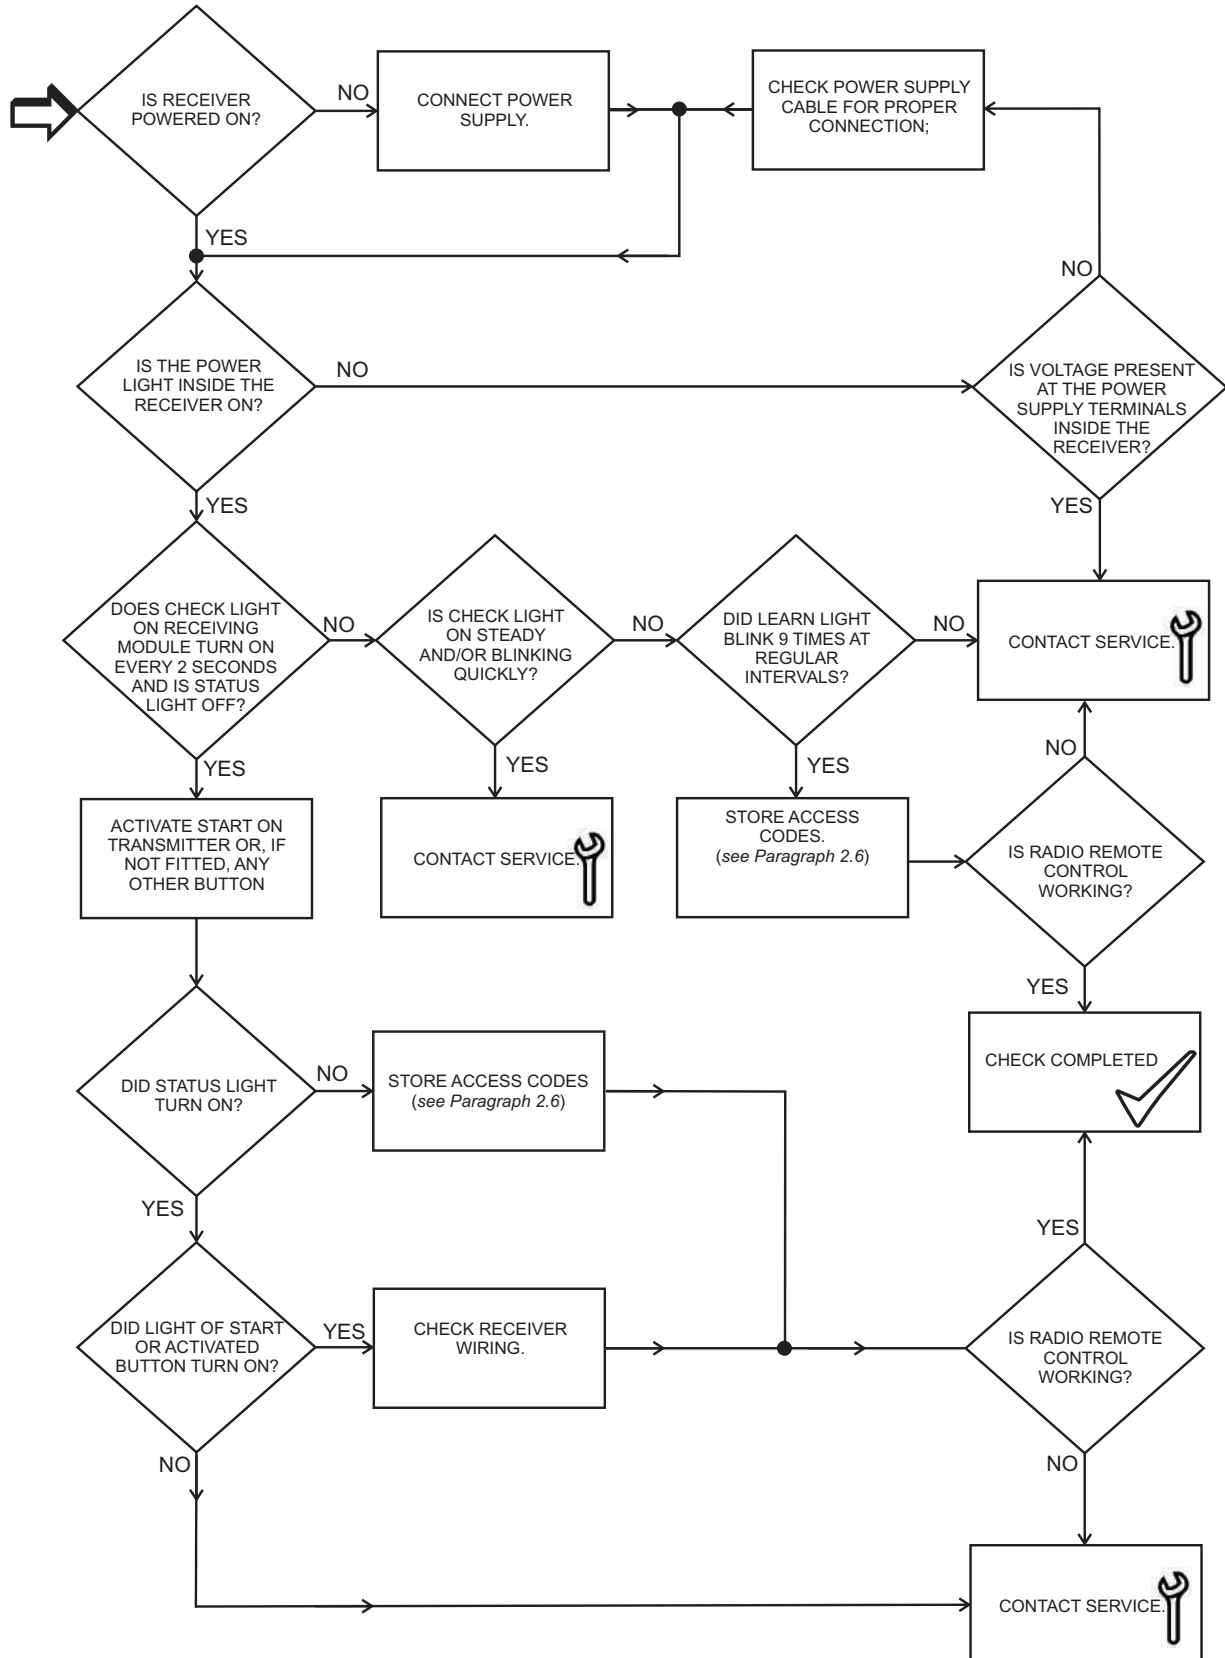 IS RECEIVER
POWERED ON?
NO
CONNECT POWER
SUPPLY.
CHECK POWER SUPPLY
CABLE FOR PROPER
CONNECTION;
YES
NO
IS THE POWER
LIGHT INSIDE THE
RECEIVER ON?
NO
IS VOLTAGE PRESENT
AT THE POWER
SUPPLY TERMINALS
INSIDE THE
RECEIVER?
YES
YES
DOES CHECK LIGHT
ON RECEIVING
MODULE TURN ON
EVERY 2 SECONDS
AND IS STATUS
LIGHT OFF?
NO
IS CHECK LIGHT
ON STEADY
AND/OR BLINKING
QUICKLY?
NO
DID LEARN LIGHT
BLINK 9 TIMES AT
REGULAR
INTERVALS?
NO
CONTACT SERVICE.
YES
YES
YES
NO
ACTIVATE START ON
TRANSMITTER OR, IF
NOT FITTED, ANY
OTHER BUTTON
CONTACT SERVICE.
STORE ACCESS
CODES.
(see Paragraph 2.6)
IS RADIO REMOTE
CONTROL
WORKING?
YES
CHECK COMPLETED
DID STATUS LIGHT
TURN ON?
NO
STORE ACCESS CODES
(see Paragraph 2.6)
YES
YES
DID LIGHT OF START
OR ACTIVATED
BUTTON TURN ON?
YES
CHECK RECEIVER
WIRING.
IS RADIO REMOTE
CONTROL
WORKING?
NO
NO
CONTACT SERVICE.